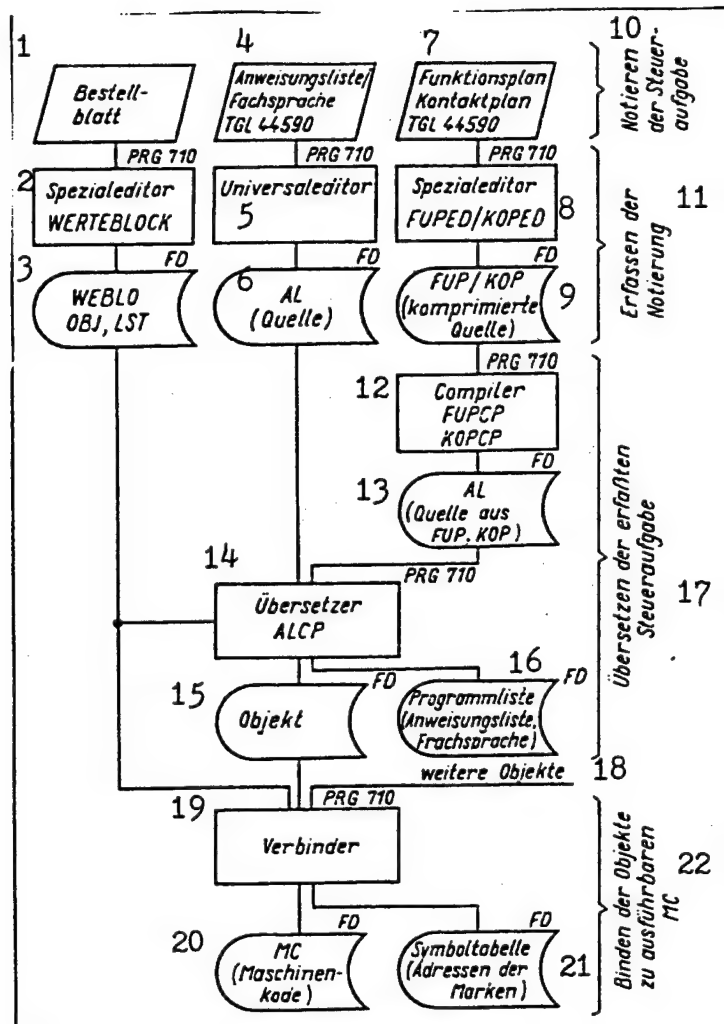 1
4
7
10
Bestell-
blatt
Anweisungsliste/
Fachsprache
TGL 44590
Funktionsplan
Kontaktplan
TGL 44590
Notieren
der Steuer-
aufgabe
PRG 710
PRG 710
PRG 710
2
Spezialeditor
WERTEBLOCK
Universaleditor
5
Spezialeditor
FUPED/KOPED
8
11
Erfassen der
Notierung
3
FD
6
FD
FD
WEBLO
OBJ, LST
AL
(Quelle)
FUP/KOP
(komprimierte
Quelle)
9
PRG 710
12
Compiler
FUPCP
KOPCP
FD
13
AL
(Quelle aus
FUP. KOP)
14
PRG 710
Übersetzer
ALCP
Übersetzen der erfaßten
Steueraufgabe
17
15
FD
16
FD
Objekt
Programmliste
(Anweisungsliste,
Frachsprache)
weitere Objekte
18
19
PRG 710
Verbinder
Binden der Objekte
zu ausführbaren
MC
22
20
FD
FD
MC
(Maschinen-
kode)
Symboltabelle
(Adressen der
Marken)
21